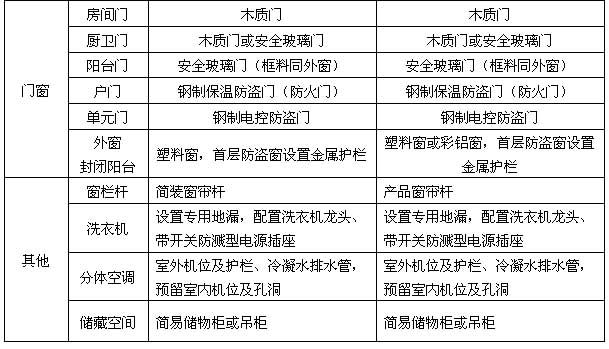 房间门 木质门 木质门
厨卫门 木质门或安全玻璃门 木质门或安全玻璃门
阳台门 安全玻璃门（框料同外窗） 安全玻璃门（框料同外窗）
门窗 户门 钢制保温防盗门（防火门） 钢制保温防盗门（防火门）
单元门 钢制电控防盗门 钢制电控防盗门
外窗
封闭阳台 塑料窗，首层防盗窗设置金属护栏 塑料窗或彩铝窗，首层防盗窗设置
金属护栏
窗栏杆 简装窗帘杆 产品窗帘杆
洗衣机 设置专用地漏，配置洗衣机龙头、 设置专用地漏，配置洗衣机龙头、
带开关防溅型电源插座 带开关防溅型电源插座
其他 分体空调 室外机位及护栏、冷凝水排水管， 室外机位及护栏、冷凝水排水管，
预留室内机位及孔洞 预留室内机位及孔洞
储藏空间 简易储物柜或吊柜 简易储物柜或吊柜